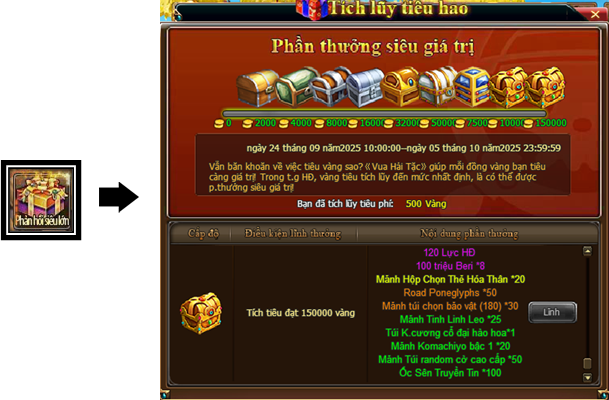 Tích lũy tiêu hao
Phần thưởng siêu giá trị
0 2000 4000 8000 16000 32000 50000 75000 100000 150000
ngày 24 tháng 09 năm2025 10:00:00--ngày 05 tháng 10 năm2025 23:59:59
Vẫn băn khoăn về việc tiêu vàng sao?《Vua Hải Tặc》giúp mỗi đồng vàng bạn tiêu
càng giá trị! Trong t.g HĐ, vàng tiêu tích lũy đến mức nhất định, là có thể được
p.thưởng siêu giá trị!
Bạn đã tích lũy tiêu phí: 500 Vàng
Phản hồi siêu lớn
Cấp độ Điều kiện lĩnh thưởng Nội dung phần thưởng
120 Lực HĐ
100 triệu Beri *8
Mảnh Hộp Chọn Thẻ Hóa Thân *20
Road Poneglyphs *50
Mảnh túi chọn bảo vật (180) *30
Tích tiêu đạt 150000 vàng
Lĩnh
Mảnh Tinh Linh Leo *25
Túi K.cương cổ đại hào hoa*1
Mảnh Komachiyo bậc 1 *20
Mảnh Túi random cờ cao cấp *50
Ốc Sên Truyền Tin *100